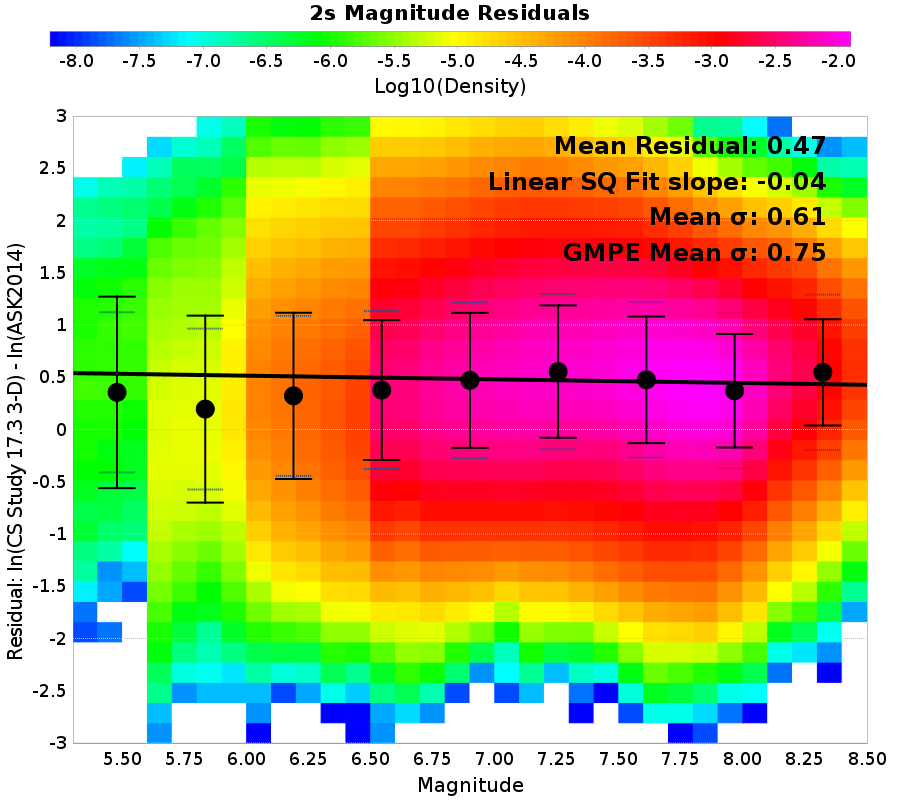 2s Magnitude Residuals
-8.0 -7.5 -7.0 -6.5 -6.0 -5.5 -5.0 -4.5 -4.0 -3.5 -3.0 -2.5 -2.0
Log10(Density)
Mean Residual: 0.47
Linear SQ Fit slope: -0.04
Mean σ: 0.61
GMPE Mean σ: 0.75
Residual: ln(CS Study 17.3 3-D) - ln(ASK2014)
3
2.5
2
1.5
1
0.5
0
-0.5
-1
-1.5
-2
-2.5
-3
5.50 5.75 6.00 6.25 6.50 6.75 7.00 7.25 7.50 7.75 8.00 8.25 8.50
Magnitude